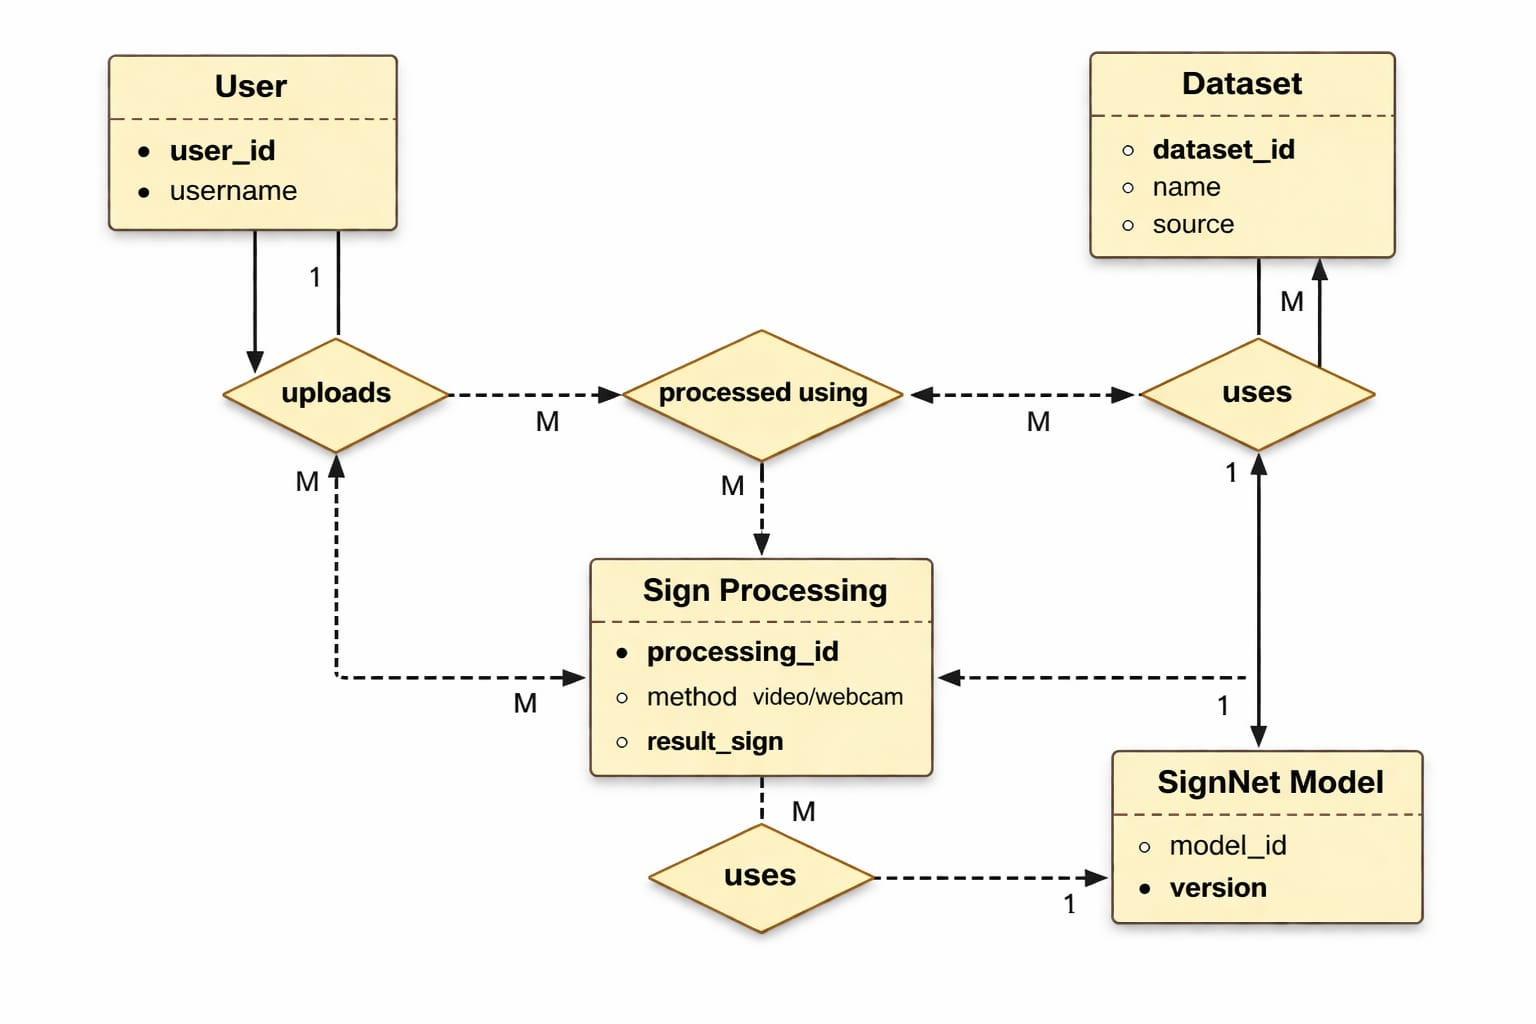 User
user_id
username
Dataset
dataset_id
name
source
1
M
uploads
M
processed using
M
uses
M
M
1
Sign Processing
processing_id
method video/webcam
result_sign
M
1
SignNet Model
model_id
version
M
uses
1